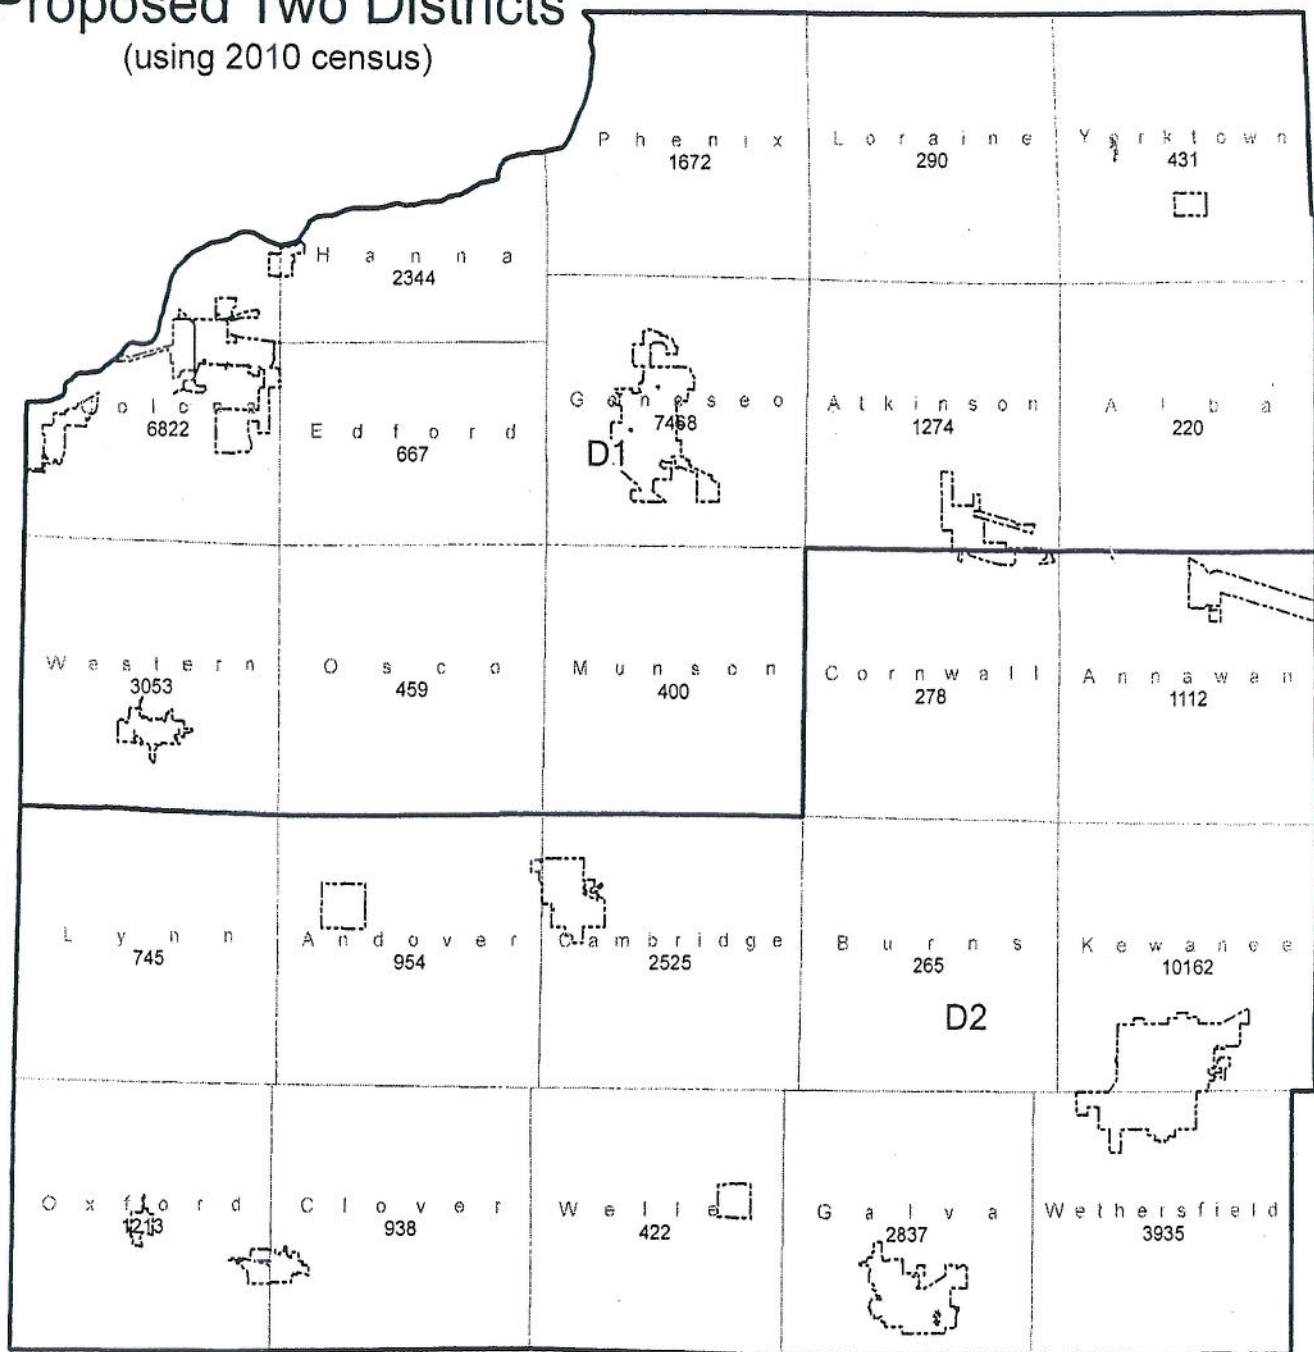 Proposed Two Districts
(using 2010 census)
Phenix
1672
Loraine
290
Yorktown
431
Hanna
2344
Colona
6822
Edford
667
Geneseo
7468
D1
Atkinson
1274
Alba
220
Western
3053
Osco
459
Munson
400
Cornwall
278
Annawan
1112
Lynn
745
Andover
954
Cambridge
2525
Burns
265
D2
Kewanee
10162
Oxford
1213
Clover
938
Weller
422
Galva
2837
Wethersfield
3935